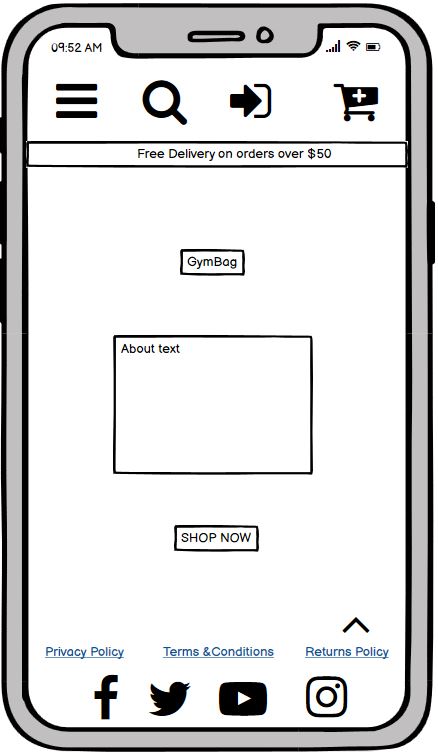 09:52 AM
Free Delivery on orders over $50
GymBag
About text
SHOP NOW
Privacy Policy
Terms &Conditions
Returns Policy